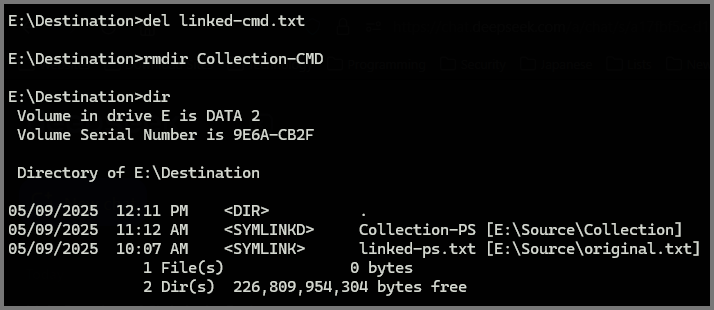 E:\Destination>del linked-cmd.txt
E:\Destination>rmdir Collection-CMD
E:\Destination>dir
 Volume in drive E is DATA 2
 Volume Serial Number is 9E6A-CB2F
 Directory of E:\Destination
05/09/2025  12:11 PM    <DIR>          .
05/09/2025  11:12 AM    <SYMLINKD>     Collection-PS [E:\Source\Collection]
05/09/2025  10:07 AM    <SYMLINK>      linked-ps.txt [E:\Source\original.txt]
               1 File(s)              0 bytes
               2 Dir(s)  226,809,954,304 bytes free